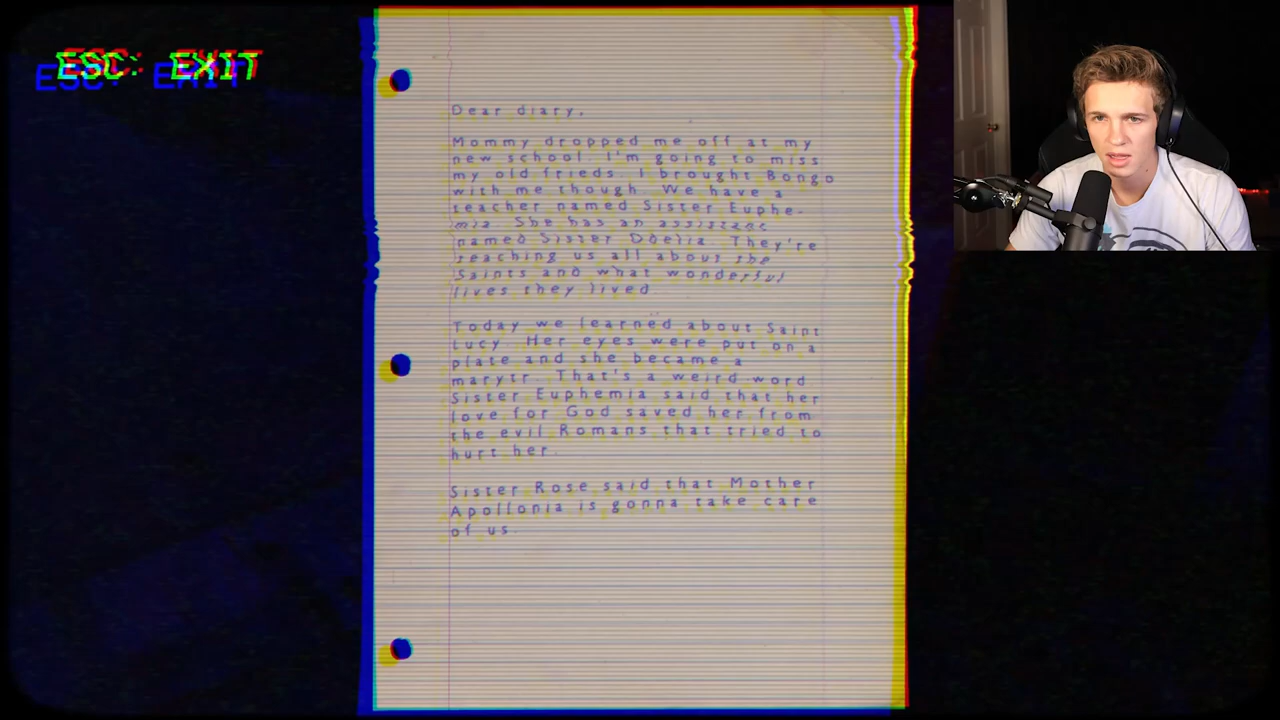 ESC: EXIT
Dear diary,
Mommy dropped me off at my
new school. I'm going to miss
my old frieds. I brought Bongo
with me though. We have a
teacher named Sister Euphe-
mia. She has an assistant
named Sister Odelia. They're
teaching us all about the
Saints and what wonderful
lives they lived
Today we learned about Saint
Lucy. Her eyes were put on a
plate and she became a
marytr. That's a weird word
Sister Euphemia said that her
love for God saved her from
the evil Romans that tried to
hurt her.
Sister Rose said that Mother
Apollonia is gonna take care
of us.